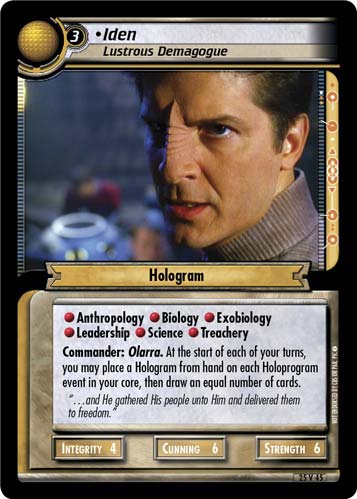 3
•Iden
Lustrous Demagogue
Hologram
• Anthropology • Biology • Exobiology
• Leadership • Science • Treachery
Commander: Olarra. At the start of each of your turns,
you may place a Hologram from hand on each Holoprogram
event in your core, then draw an equal number of cards.
“...and He gathered His people unto Him and delivered them
to freedom.”
INTEGRITY 4
CUNNING 6
STRENGTH 6
25 V 45